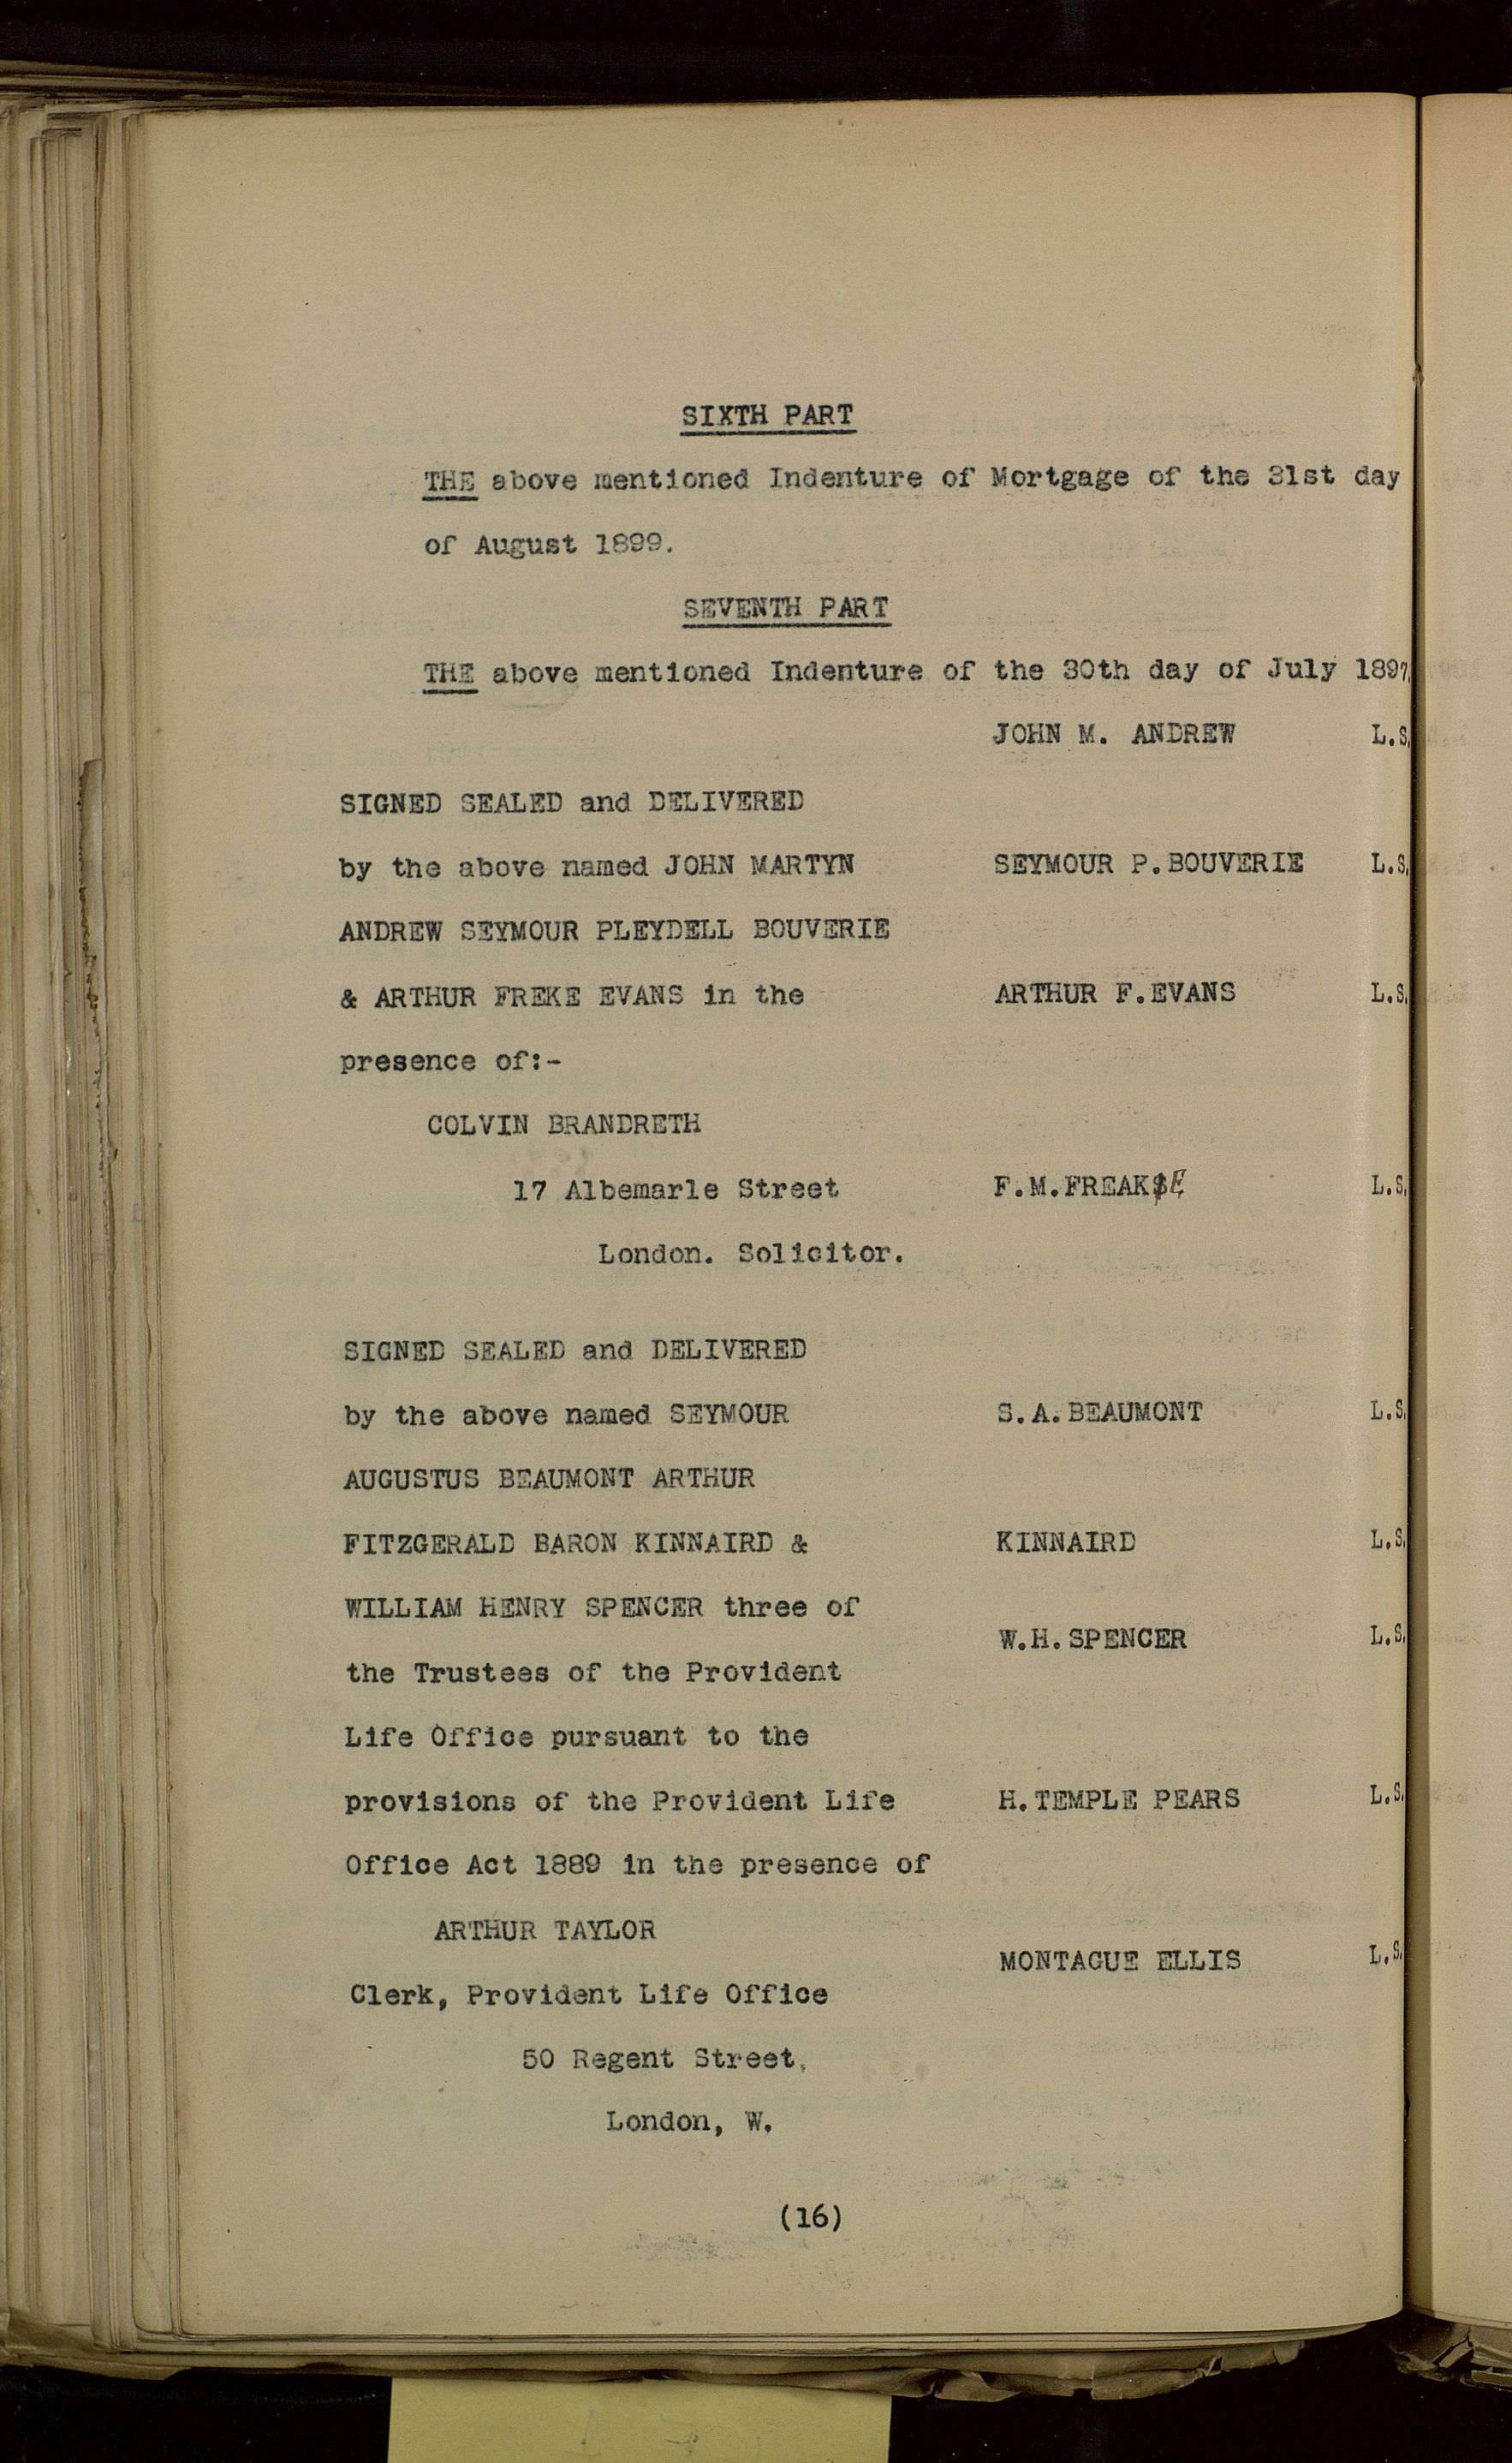 SIXTH PART
THE above mentioned Indenture of Mortgage of the 31st day
of August 1899.
SEVENTH PART
THE above mentioned Indenture of the 30th day of July 1897.
JOHN M. ANDREW L.S.
SIGNED SEALED and DELIVERED
by the above named JOHN MARTYN SEYMOUR P.BOUVERIE L.S.
ANDREW SEYMOUR PLEYDELL BOUVERIE
& ARTHUR FREKE EVANS in the ARTHUR F.EVANS L.S.
presence of:-
COLVIN BRANDRETH
17 Albemarle Street F.M.FREAKE L.S.
London. Solicitor.
SIGNED SEALED and DELIVERED
by the above named SEYMOUR S.A.BEAUMONT L.S.
AUGUSTUS BEAUMONT ARTHUR
FITZGERALD BARON KINNAIRD & KINNAIRD L.S.
WILLIAM HENRY SPENCER three of
W.H.SPENCER L.S.
the Trustees of the Provident
Life Office pursuant to the
provisions of the Provident Life H.TEMPLE PEARS L.S.
Office Act 1889 in the presence of
ARTHUR TAYLOR
MONTAGUE ELLIS L.S.
Clerk, Provident Life Office
50 Regent Street,
London, W.
(16)